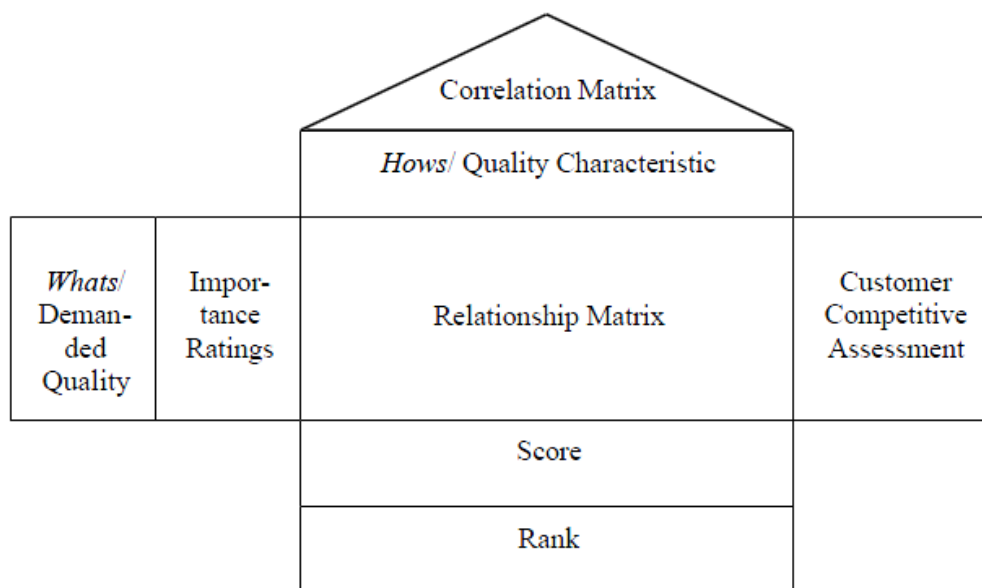 Correlation Matrix
Hows/ Quality Characteristic
Whats/
Deman-
ded
Quality
Impor-
tance
Ratings
Relationship Matrix
Customer
Competitive
Assessment
Score
Rank